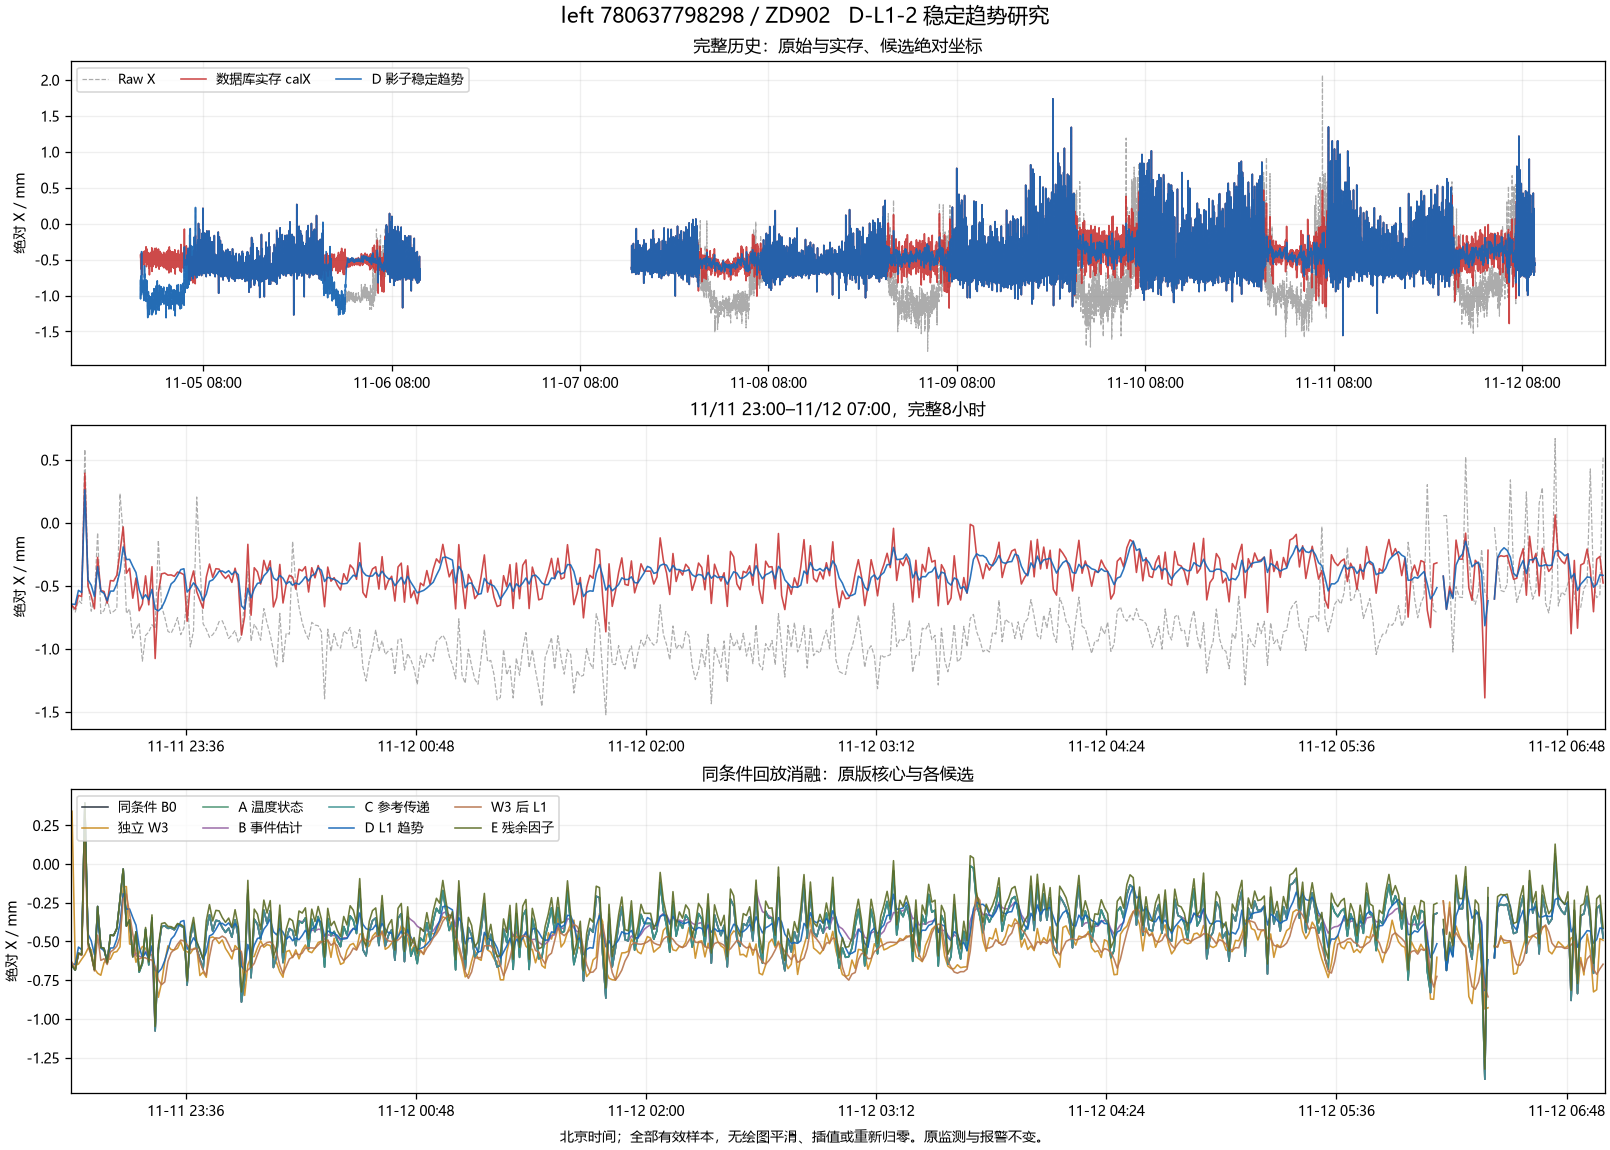 left 780637798298 / ZD902 D-L1-2 稳定趋势研究
完整历史：原始与实存、候选绝对坐标
Raw X 数据库实存 calX D 影子稳定趋势
绝对 X / mm
2.0
1.5
1.0
0.5
0.0
-0.5
-1.0
-1.5
11-05 08:00 11-06 08:00 11-07 08:00 11-08 08:00 11-09 08:00 11-10 08:00 11-11 08:00 11-12 08:00
11/11 23:00–11/12 07:00，完整8小时
绝对 X / mm
0.5
0.0
-0.5
-1.0
-1.5
11-11 23:36 11-12 00:48 11-12 02:00 11-12 03:12 11-12 04:24 11-12 05:36 11-12 06:48
同条件回放消融：原版核心与各候选
同条件 B0 A 温度状态 C 参考传递 W3 后 L1
独立 W3 B 事件估计 D L1 趋势 E 残余因子
绝对 X / mm
0.25
0.00
-0.25
-0.50
-0.75
-1.00
-1.25
11-11 23:36 11-12 00:48 11-12 02:00 11-12 03:12 11-12 04:24 11-12 05:36 11-12 06:48
北京时间；全部有效样本，无绘图平滑、插值或重新归零。原监测与报警不变。